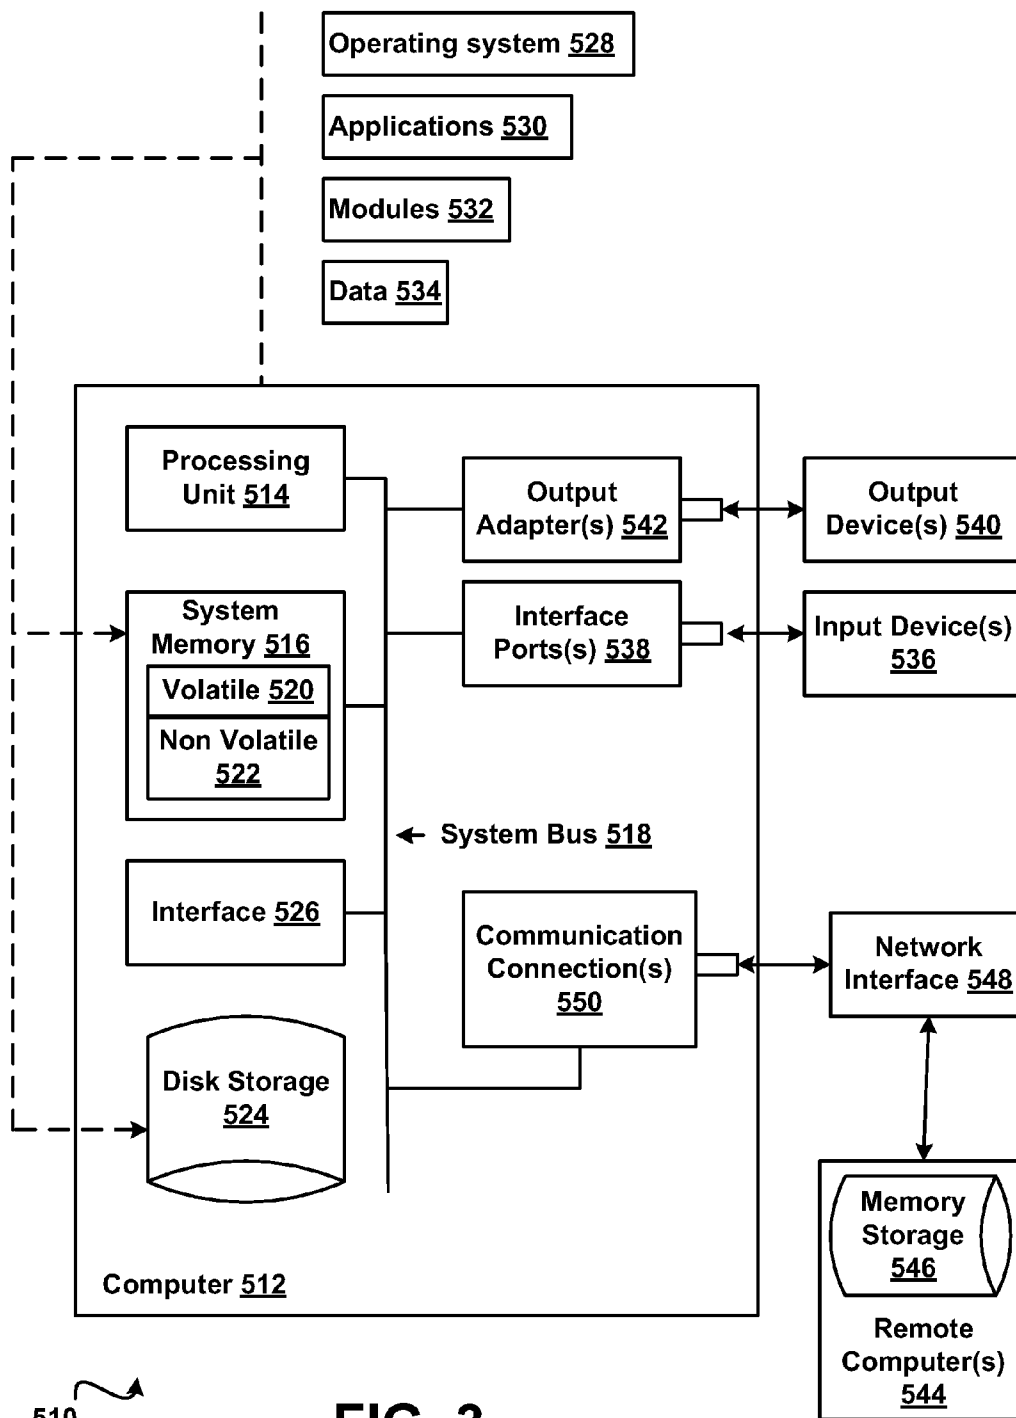 Operating system 528
Applications 530
Modules 532
Data 534
Processing
Unit 514
Output
Adapter(s) 542
Output
Device(s) 540
System
Memory 516
Volatile 520
Non Volatile
522
Interface
Ports(s) 538
Input Device(s)
536
System Bus 518
Interface 526
Communication
Connection(s)
550
Network
Interface 548
Disk Storage
524
Memory
Storage
546
Remote
Computer(s)
544
Computer 512
510